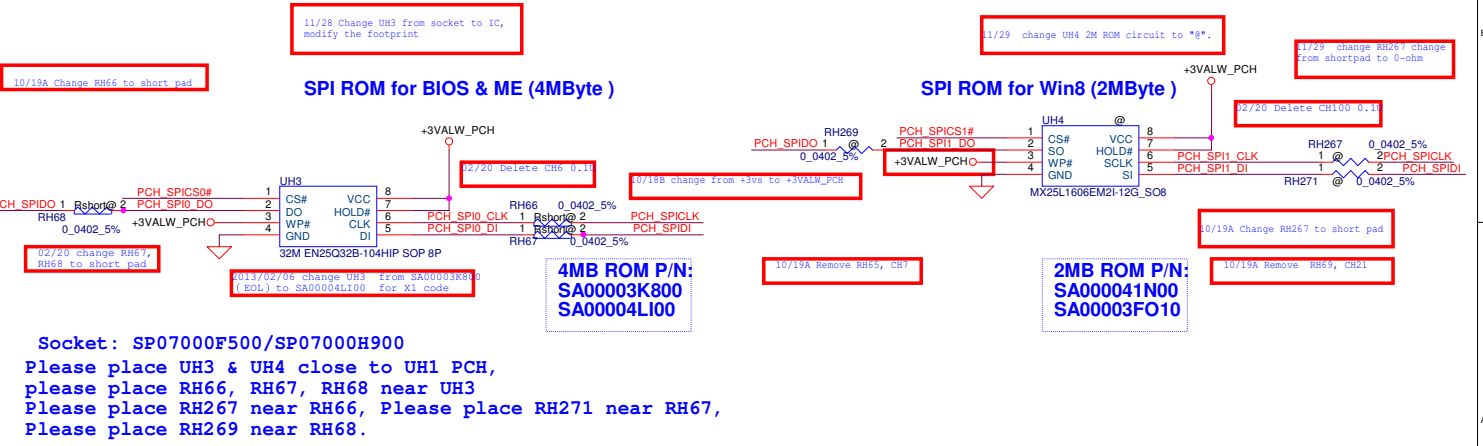 11/28 Change UH3 from socket to IC,
modify the footprint
11/29 change UH4 2M ROM circuit to "@".
11/29 change RH267 change
from shortpad to 0-ohm
10/19A Change RH66 to short pad
SPI ROM for BIOS & ME (4MByte )
SPI ROM for Win8 (2MByte )
+3VALW_PCH
02/20 Delete CH100 0.1U
+3VALW_PCH
02/20 Delete CH6 0.1U
10/18B change from +3vs to +3VALW_PCH
UH3
PCH_SPICS0#
1
CS#
VCC
8
CH_SPIDO 1
Rshort@
2
PCH_SPI0_DO
2
DO
HOLD#
7
RH68
0_0402_5%
+3VALW_PCH
3
WP#
CLK
6
PCH_SPI0_CLK
4
GND
DI
5
PCH_SPI0_DI
RH66
0_0402_5%
1
Rshort@
2
PCH_SPICLK
1
Rshort@
2
PCH_SPIDI
RH67
0_0402_5%
32M EN25Q32B-104HIP SOP 8P
02/20 change RH67,
RH68 to short pad
2013/02/06 change UH3 from SA00003K800
(EOL) to SA00004LI00 for X1 code
4MB ROM P/N:
SA00003K800
SA00004LI00
10/19A Remove RH65, CH7
UH4
@
RH269
PCH_SPIDO
1
@
2
0_0402_5%
PCH_SPICS1#
1
CS#
VCC
8
PCH_SPI1_DO
2
SO
HOLD#
7
+3VALW_PCH
3
WP#
SCLK
6
PCH_SPI1_CLK
4
GND
SI
5
PCH_SPI1_DI
RH267
0_0402_5%
1
@
2
PCH_SPICLK
1
2
PCH_SPIDI
RH271
@
0_0402_5%
MX25L1606EM2I-12G_SO8
10/19A Change RH267 to short pad
2MB ROM P/N:
SA000041N00
SA00003FO10
10/19A Remove RH69, CH21
Socket: SP07000F500/SP07000H900
Please place UH3 & UH4 close to UH1 PCH,
please place RH66, RH67, RH68 near UH3
Please place RH267 near RH66, Please place RH271 near RH67,
Please place RH269 near RH68.